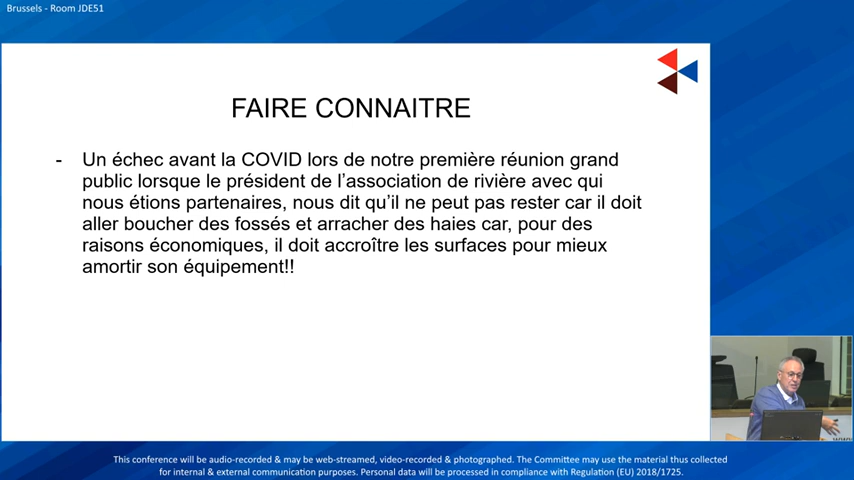 Brussels - Room JDE51
FAIRE CONNAITRE
- Un échec avant la COVID lors de notre première réunion grand
public lorsque le président de l'association de rivière avec qui
nous étions partenaires, nous dit qu'il ne peut pas rester car il doit
aller boucher des fossés et arracher des haies car, pour des
raisons économiques, il doit accroître les surfaces pour mieux
amortir son équipement!!
This conference will be audio-recorded & may be web-streamed, video-recorded & photographed. The Committee may use the material thus collected
for internal & external communication purposes. Personal data will be processed in compliance with Regulation (EU) 2018/1725.